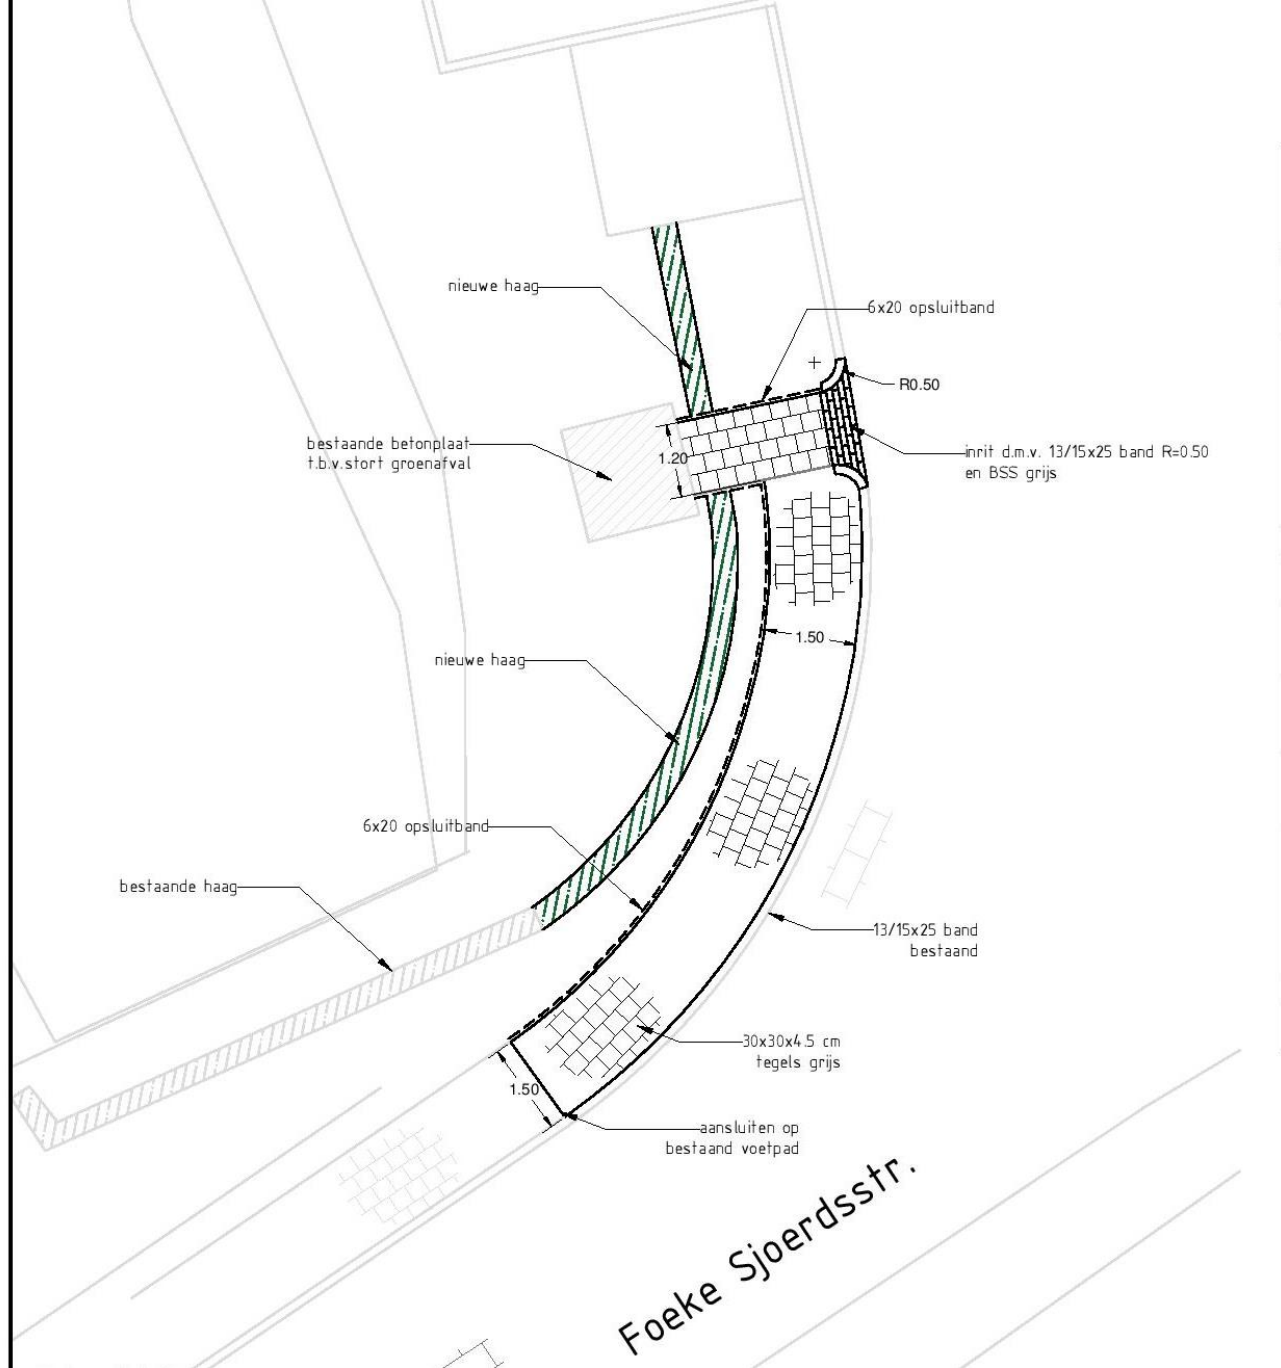 nieuwe haag
6x20 opsluitband
R0.50
bestaande betonplaat
t.b.v.stort groenafval
1.20
inrit d.m.v. 13/15x25 band R=0.50
en BSS grijs
1.50
nieuwe haag
6x20 opsluitband
bestaande haag
13/15x25 band
bestaand
30x30x4.5 cm
tegels grijs
1.50
aansluiten op
bestaand voetpad
Foeke Sjoerdsstr.